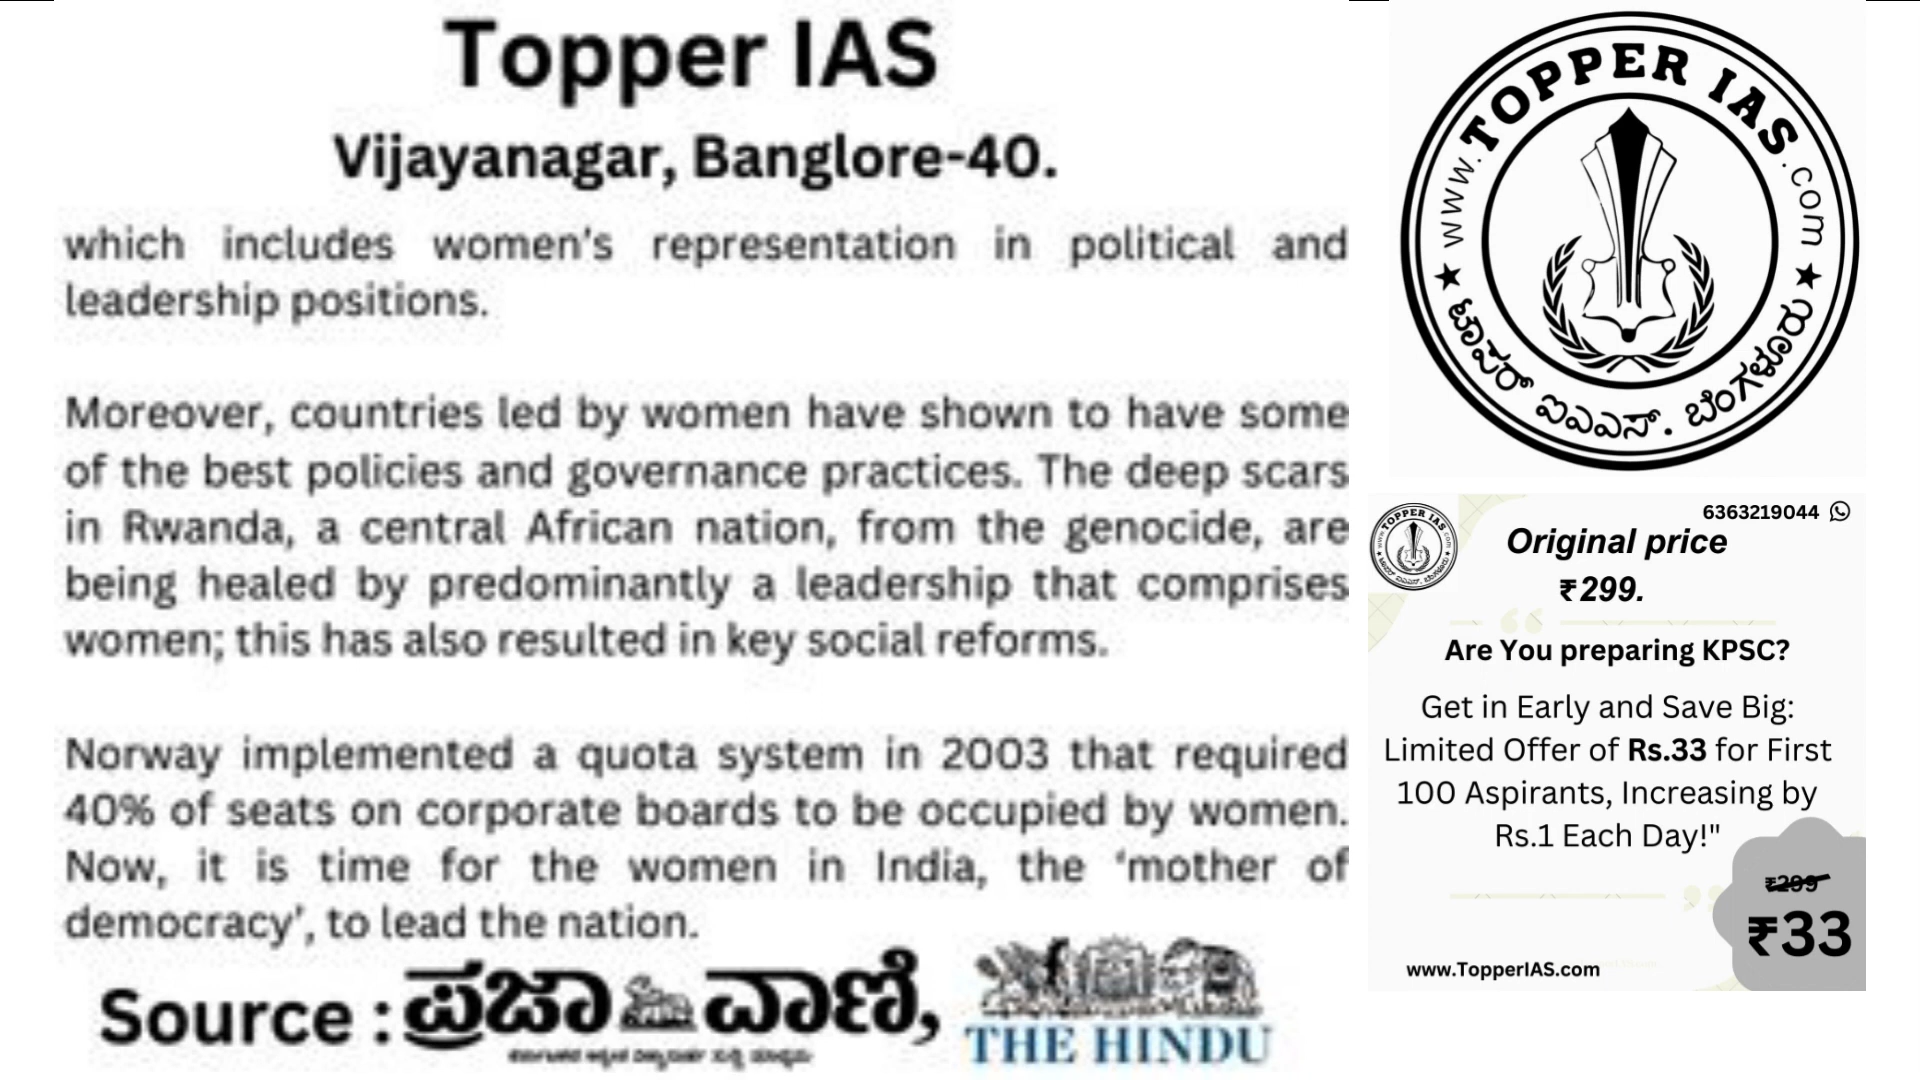 Topper IAS
Vijayanagar, Banglore-40.
which includes women's representation in political and
leadership positions.
Moreover, countries led by women have shown to have some
of the best policies and governance practices. The deep scars
in Rwanda, a central African nation, from the genocide, are
being healed by predominantly a leadership that comprises
women; this has also resulted in key social reforms.
Norway implemented a quota system in 2003 that required
40% of seats on corporate boards to be occupied by women.
Now, it is time for the women in India, the ‘mother of
democracy’, to lead the nation.
Source : ಪ್ರಜಾವಾಣಿ, THE HINDU
www.TOPPER IAS.com
★ ಟಾಪರ್ ಐಎಎಸ್. ಬೆಂಗಳೂರು ★
TOPPER IAS
6363219044
Original price
₹299.
Are You preparing KPSC?
Get in Early and Save Big:
Limited Offer of Rs.33 for First
100 Aspirants, Increasing by
Rs.1 Each Day!"
₹299
₹33
www.TopperIAS.com